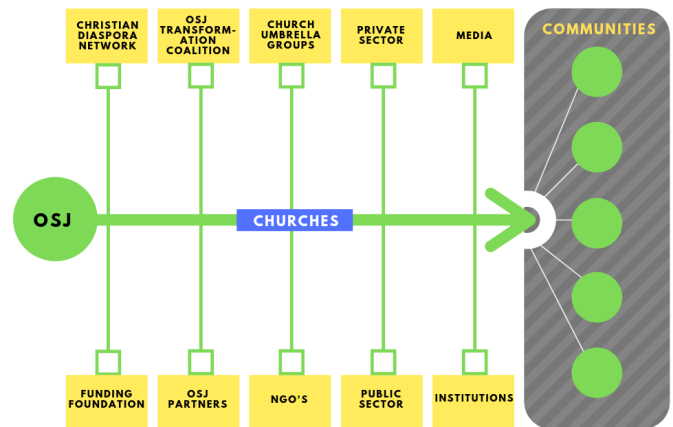 CHRISTIAN
DIASPORA
NETWORK
OSJ
TRANSFORM-
ATION
COALITION
CHURCH
UMBRELLA
GROUPS
PRIVATE
SECTOR
MEDIA
COMMUNITIES
OSJ
CHURCHES
FUNDING
FOUNDATION
OSJ
PARTNERS
NGO'S
PUBLIC
SECTOR
INSTITUTIONS